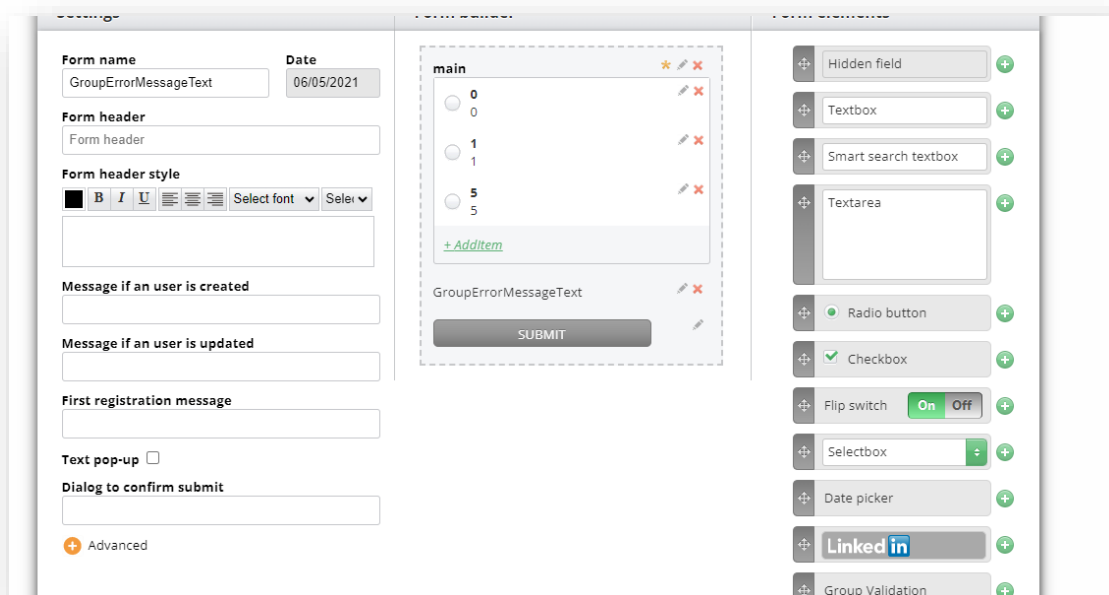 Settings
Form builder
Form elements
Form name
Date
GroupErrorMessageText
06/05/2021
Form header
Form header
Form header style
B I U Select font Selec
Message if an user is created
Message if an user is updated
First registration message
Text pop-up
Dialog to confirm submit
Advanced
main
0
0
1
1
5
5
+ AddItem
GroupErrorMessageText
SUBMIT
Hidden field
Textbox
Smart search textbox
Textarea
Radio button
Checkbox
Flip switch On Off
Selectbox
Date picker
Linked in
Group Validation